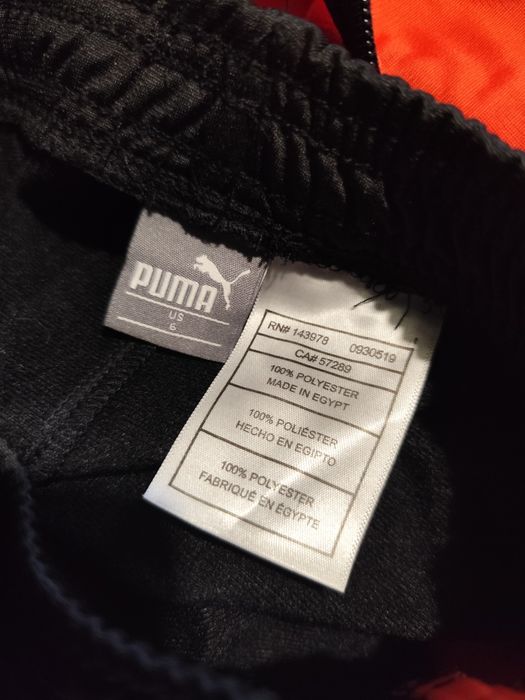 PUMA
US
6
RN# 143978 0930519
CA# 57289
100% POLYESTER
MADE IN EGYPT
100% POLIÉSTER
HECHO EN EGIPTO
100% POLYESTER
FABRIQUÉ EN ÉGYPTE